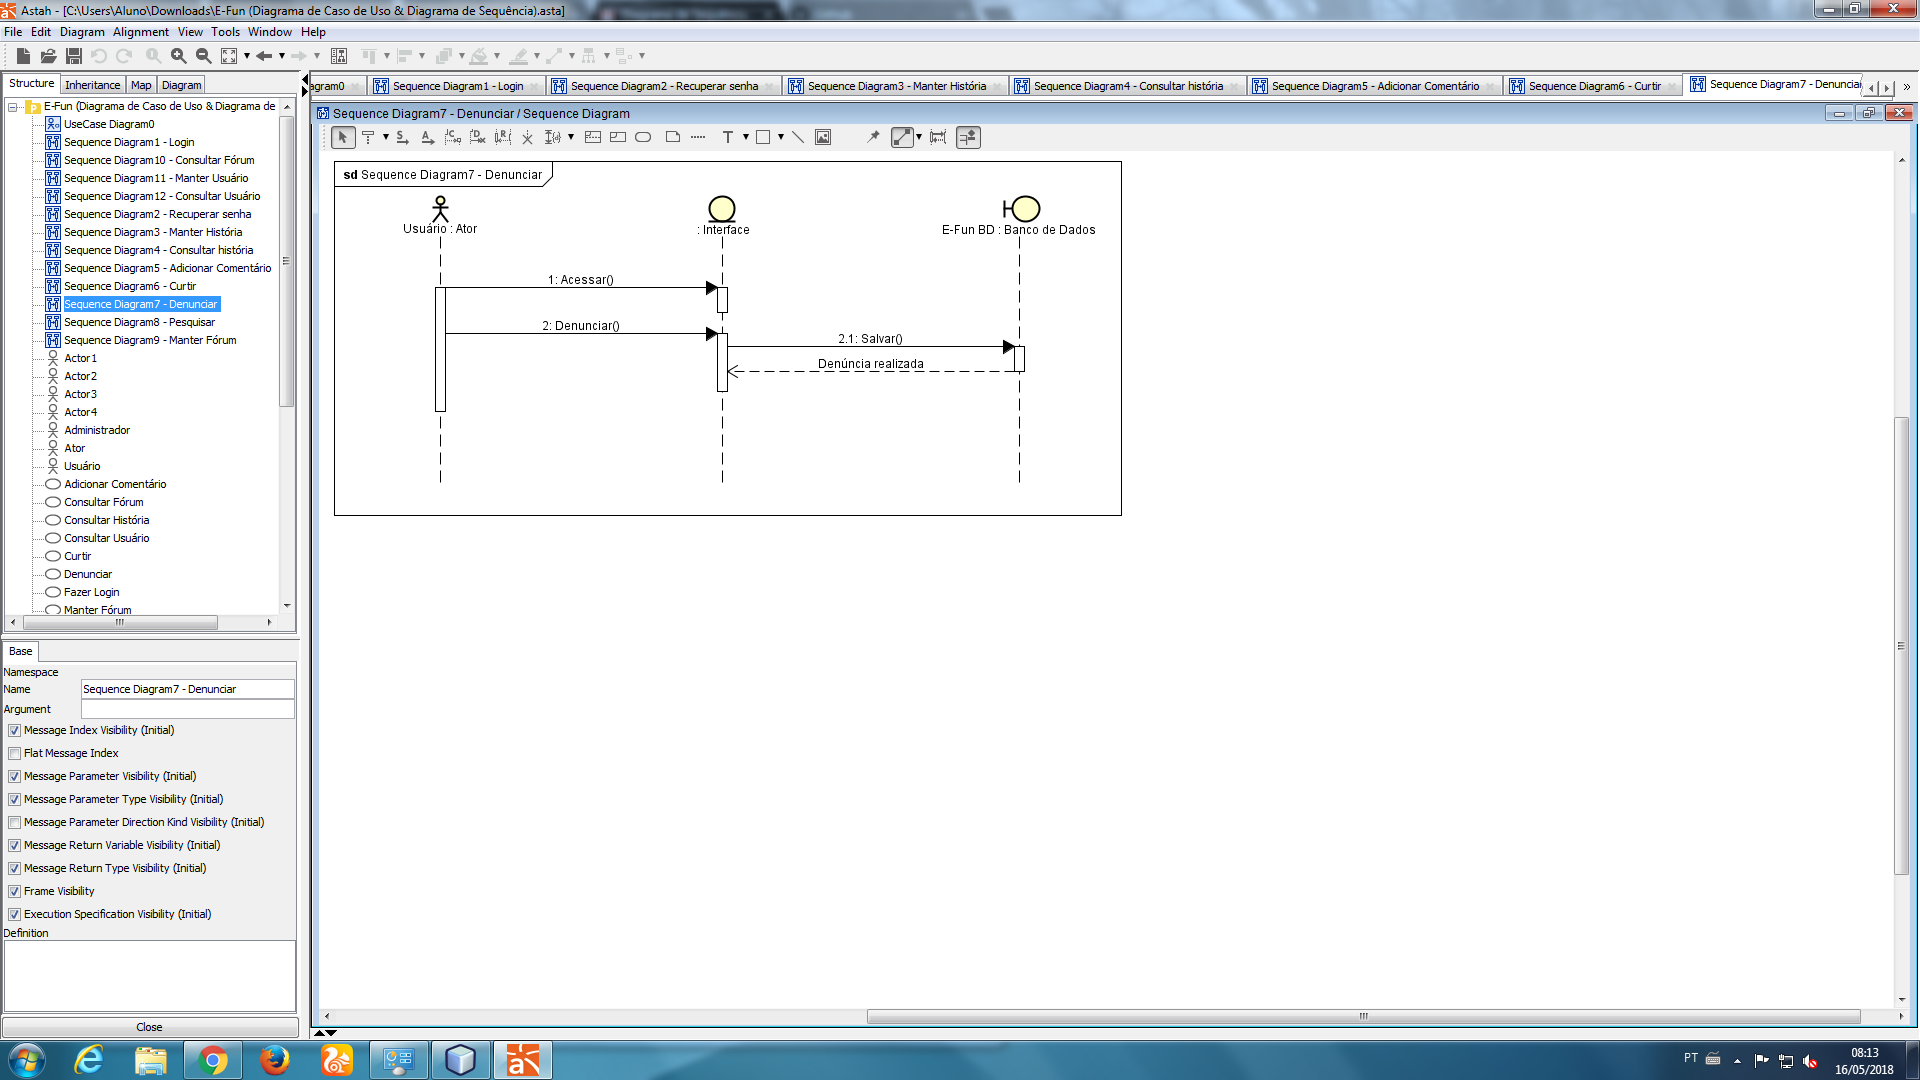 Astah - [C:\Users\Aluno\Downloads\E-Fun (Diagrama de Caso de Uso & Diagrama de Sequência).asta]
File Edit Diagram Alignment View Tools Window Help
Structure Inheritance Map Diagram
agram0 Sequence Diagram1 - Login Sequence Diagram2 - Recuperar senha Sequence Diagram3 - Manter História Sequence Diagram4 - Consultar história Sequence Diagram5 - Adicionar Comentário Sequence Diagram6 - Curtir Sequence Diagram7 - Denunciar
E-Fun (Diagrama de Caso de Uso & Diagrama de
UseCase Diagram0
Sequence Diagram1 - Login
Sequence Diagram10 - Consultar Fórum
Sequence Diagram11 - Manter Usuário
Sequence Diagram12 - Consultar Usuário
Sequence Diagram2 - Recuperar senha
Sequence Diagram3 - Manter História
Sequence Diagram4 - Consultar história
Sequence Diagram5 - Adicionar Comentário
Sequence Diagram6 - Curtir
Sequence Diagram7 - Denunciar
Sequence Diagram8 - Pesquisar
Sequence Diagram9 - Manter Fórum
Actor1
Actor2
Actor3
Actor4
Administrador
Ator
Usuário
Adicionar Comentário
Consultar Fórum
Consultar História
Consultar Usuário
Curtir
Denunciar
Fazer Login
Manter Fórum
Base
Namespace
Name Sequence Diagram7 - Denunciar
Argument
Message Index Visibility (Initial)
Flat Message Index
Message Parameter Visibility (Initial)
Message Parameter Type Visibility (Initial)
Message Parameter Direction Kind Visibility (Initial)
Message Return Variable Visibility (Initial)
Message Return Type Visibility (Initial)
Frame Visibility
Execution Specification Visibility (Initial)
Definition
Close
Sequence Diagram7 - Denunciar / Sequence Diagram
sd Sequence Diagram7 - Denunciar
Usuário : Ator
: Interface
E-Fun BD : Banco de Dados
1: Acessar()
2: Denunciar()
2.1: Salvar()
Denúncia realizada
PT
08:13
16/05/2018